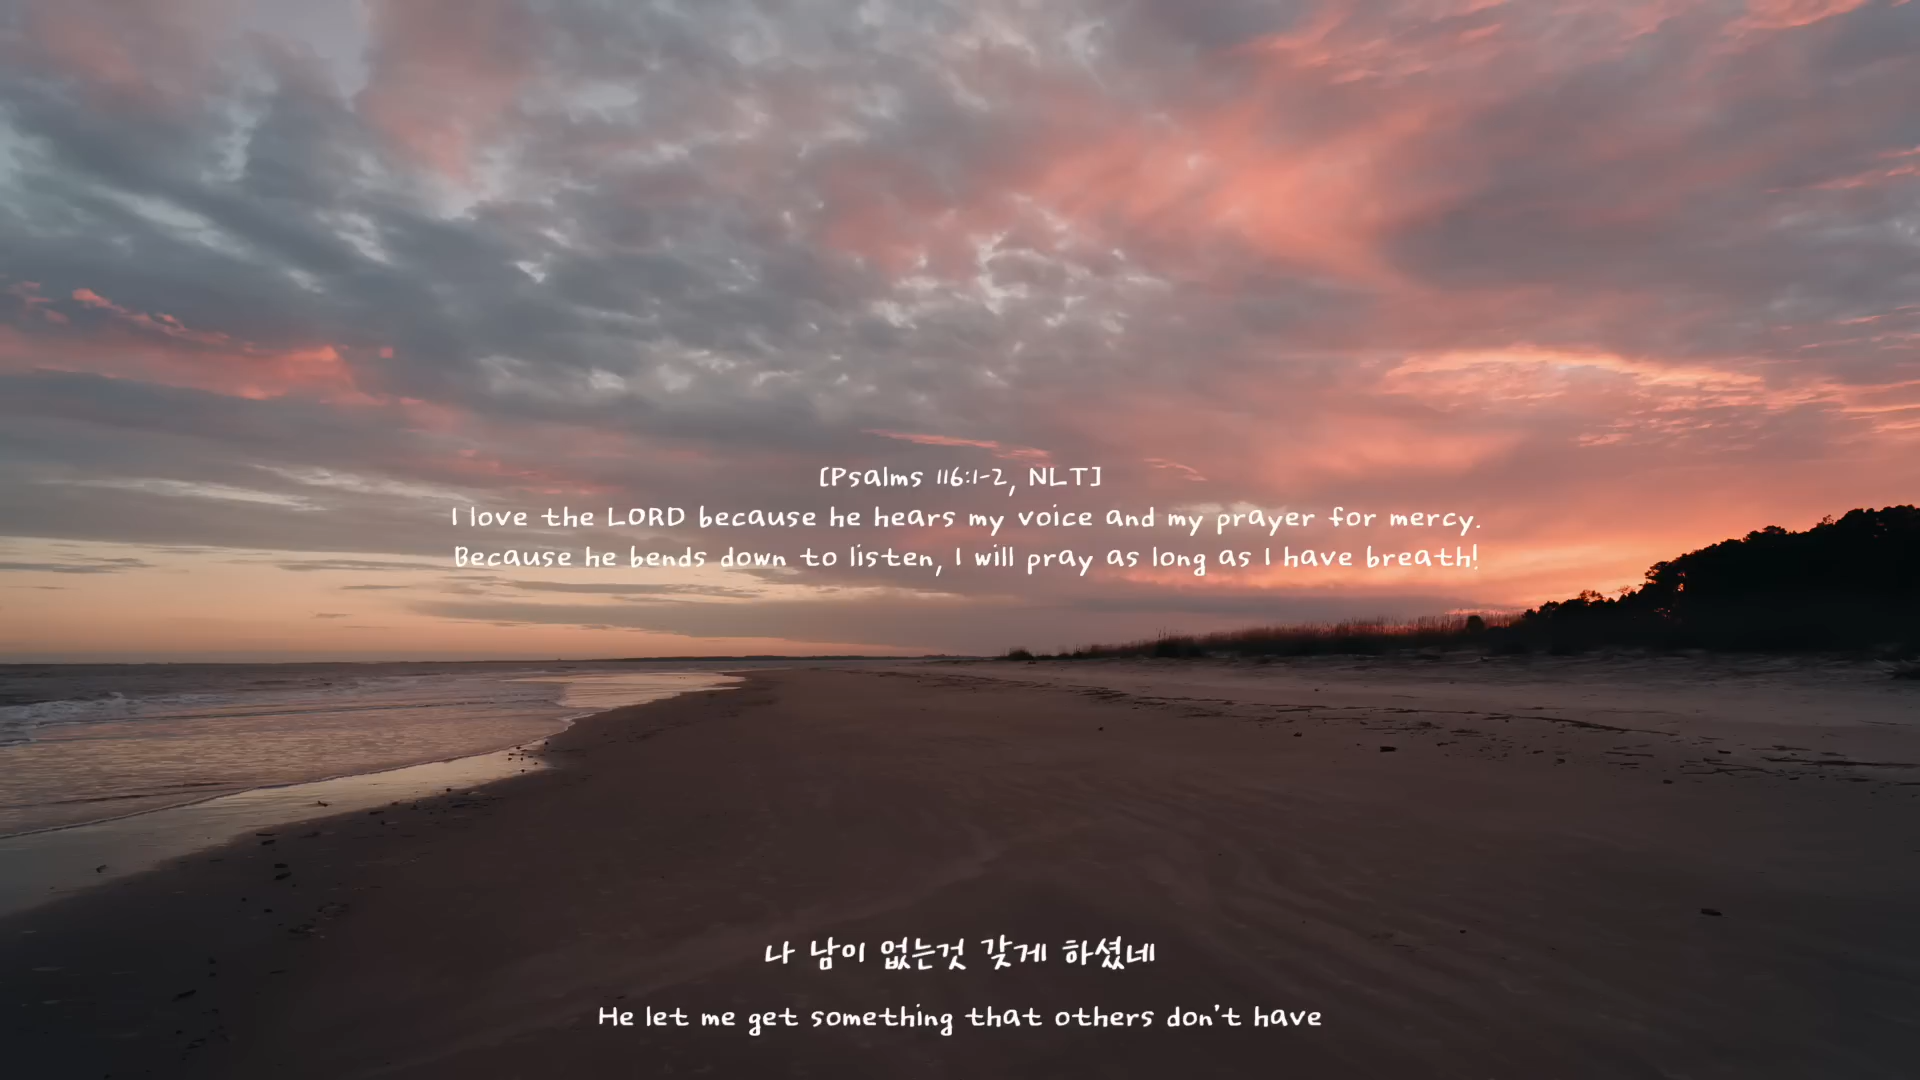 [Psalms 116:1-2, NLT]
I love the LORD because he hears my voice and my prayer for mercy.
Because he bends down to listen, I will pray as long as I have breath!
나 남이 없는것 갖게 하셨네
He let me get something that others don't have